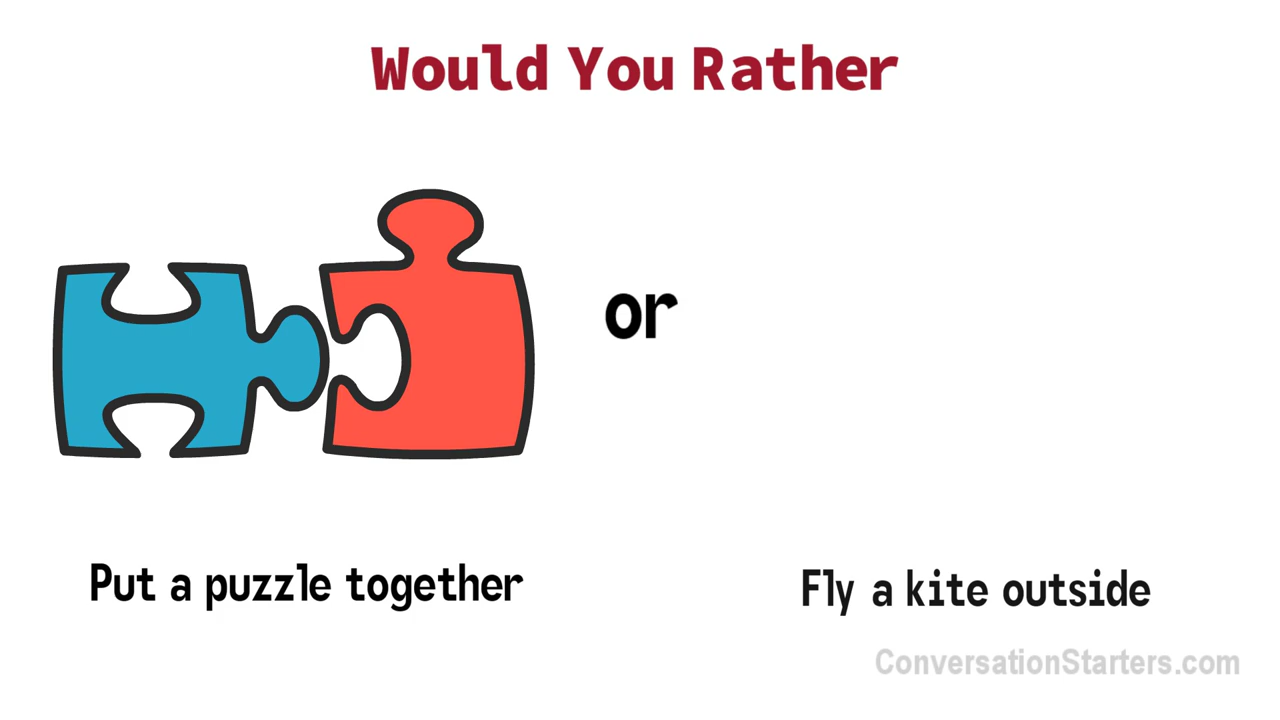 Would You Rather
or
Put a puzzle together
Fly a kite outside
ConversationStarters.com